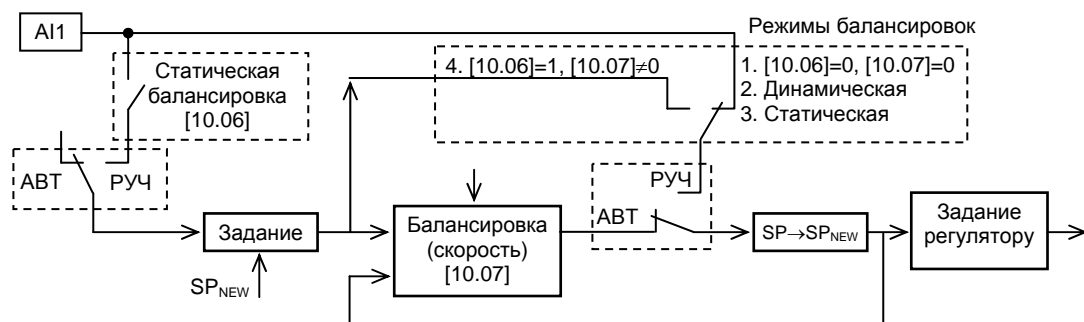 AI1
Режимы балансировок
Статическая
балансировка
[10.06]
4. [10.06]=1, [10.07]≠0
1. [10.06]=0, [10.07]=0
2. Динамическая
3. Статическая
АВТ
РУЧ
РУЧ
АВТ
Задание
Балансировка
(скорость)
[10.07]
SP→SPNEW
Задание
регулятору
SPNEW